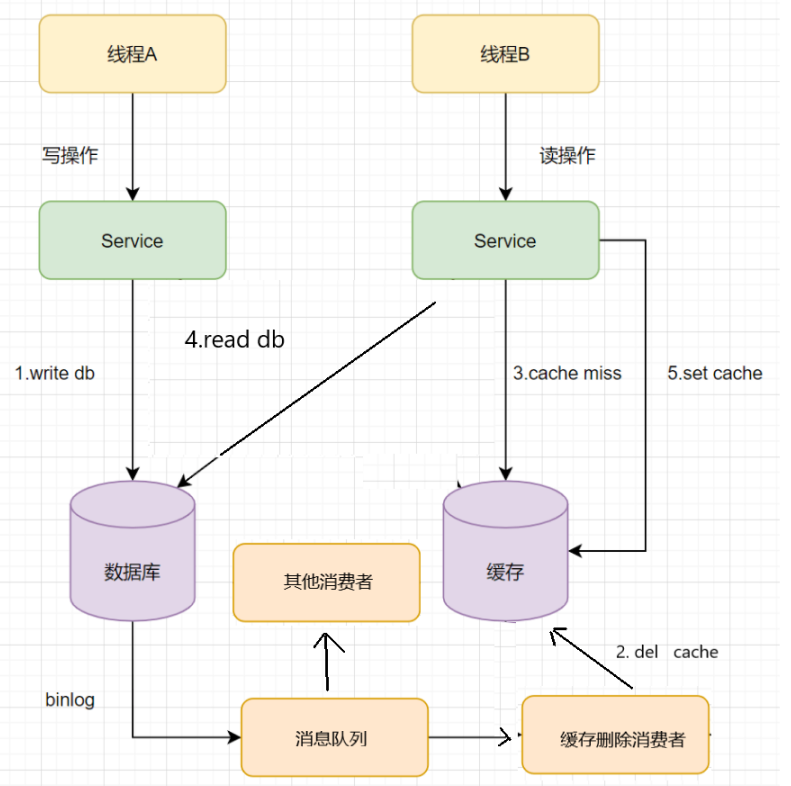 线程A
线程B
写操作
读操作
Service
Service
4.read db
1.write db
3.cache miss
5.set cache
数据库
其他消费者
缓存
2. del cache
binlog
消息队列
缓存删除消费者